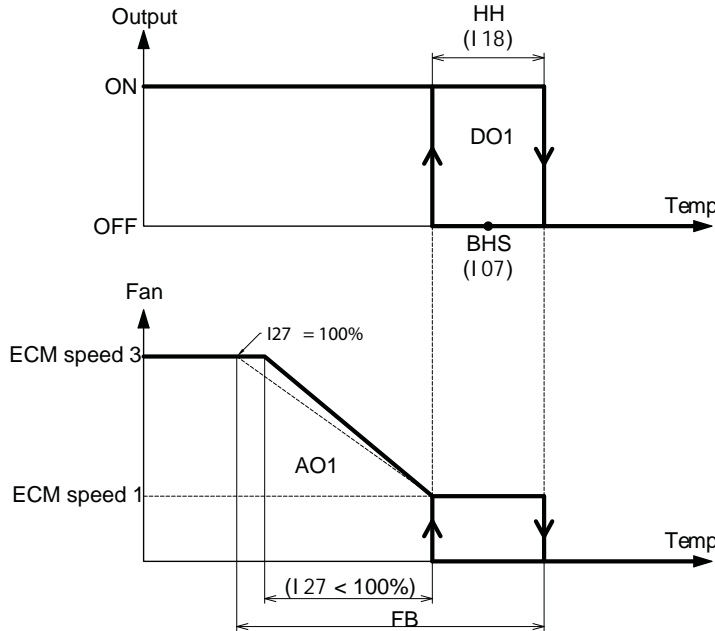 Output
HH
(I 18)
ON
DO1
OFF
Temp
BHS
(I 07)
Fan
I27 = 100%
ECM speed 3
AO1
ECM speed 1
Temp
(I 27 < 100%)
FB